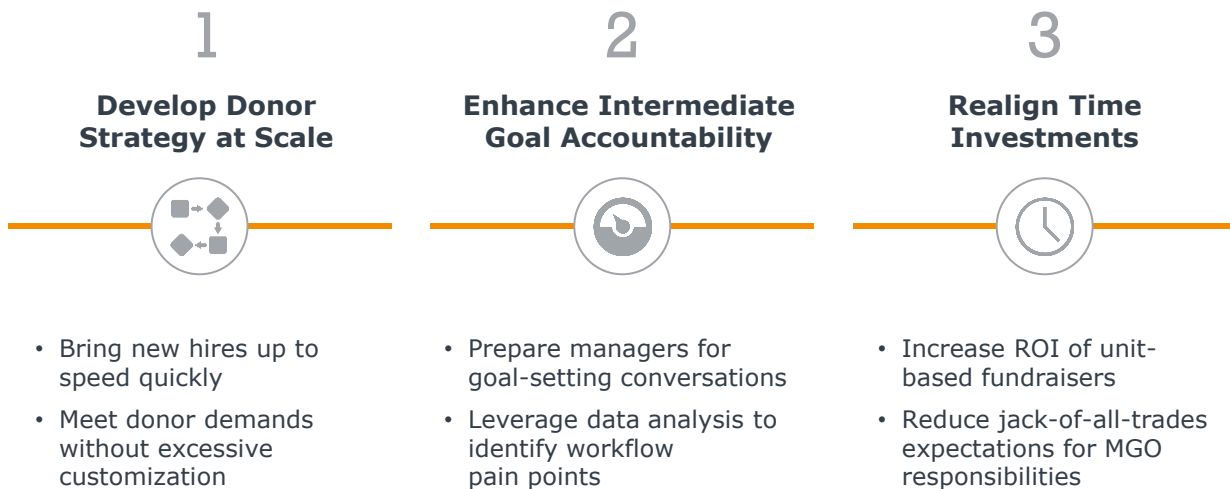 1
Develop Donor
Strategy at Scale
• Bring new hires up to
speed quickly
• Meet donor demands
without excessive
customization
2
Enhance Intermediate
Goal Accountability
• Prepare managers for
goal-setting conversations
• Leverage data analysis to
identify workflow
pain points
3
Realign Time
Investments
• Increase ROI of unit-
based fundraisers
• Reduce jack-of-all-trades
expectations for MGO
responsibilities